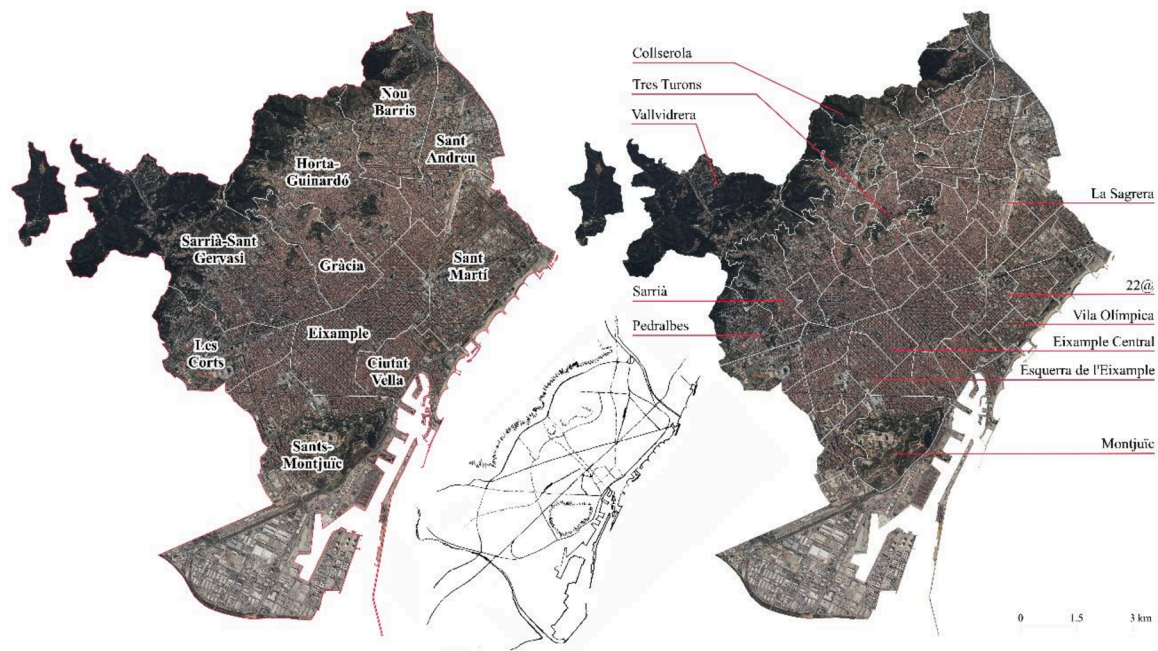 Nou
Barris
Sant
Andreu
Horta-
Guinardó
Sarrià-Sant
Gervasi
Gràcia
Sant
Martí
Eixample
Les
Corts
Ciutat
Vella
Sants-
Montjuïc
Collserola
Tres Turons
Vallvidrera
La Sagrera
Sarrià
22@
Pedralbes
Vila Olímpica
Eixample Central
Esquerra de l'Eixample
Montjuïc
0 1.5 3 km